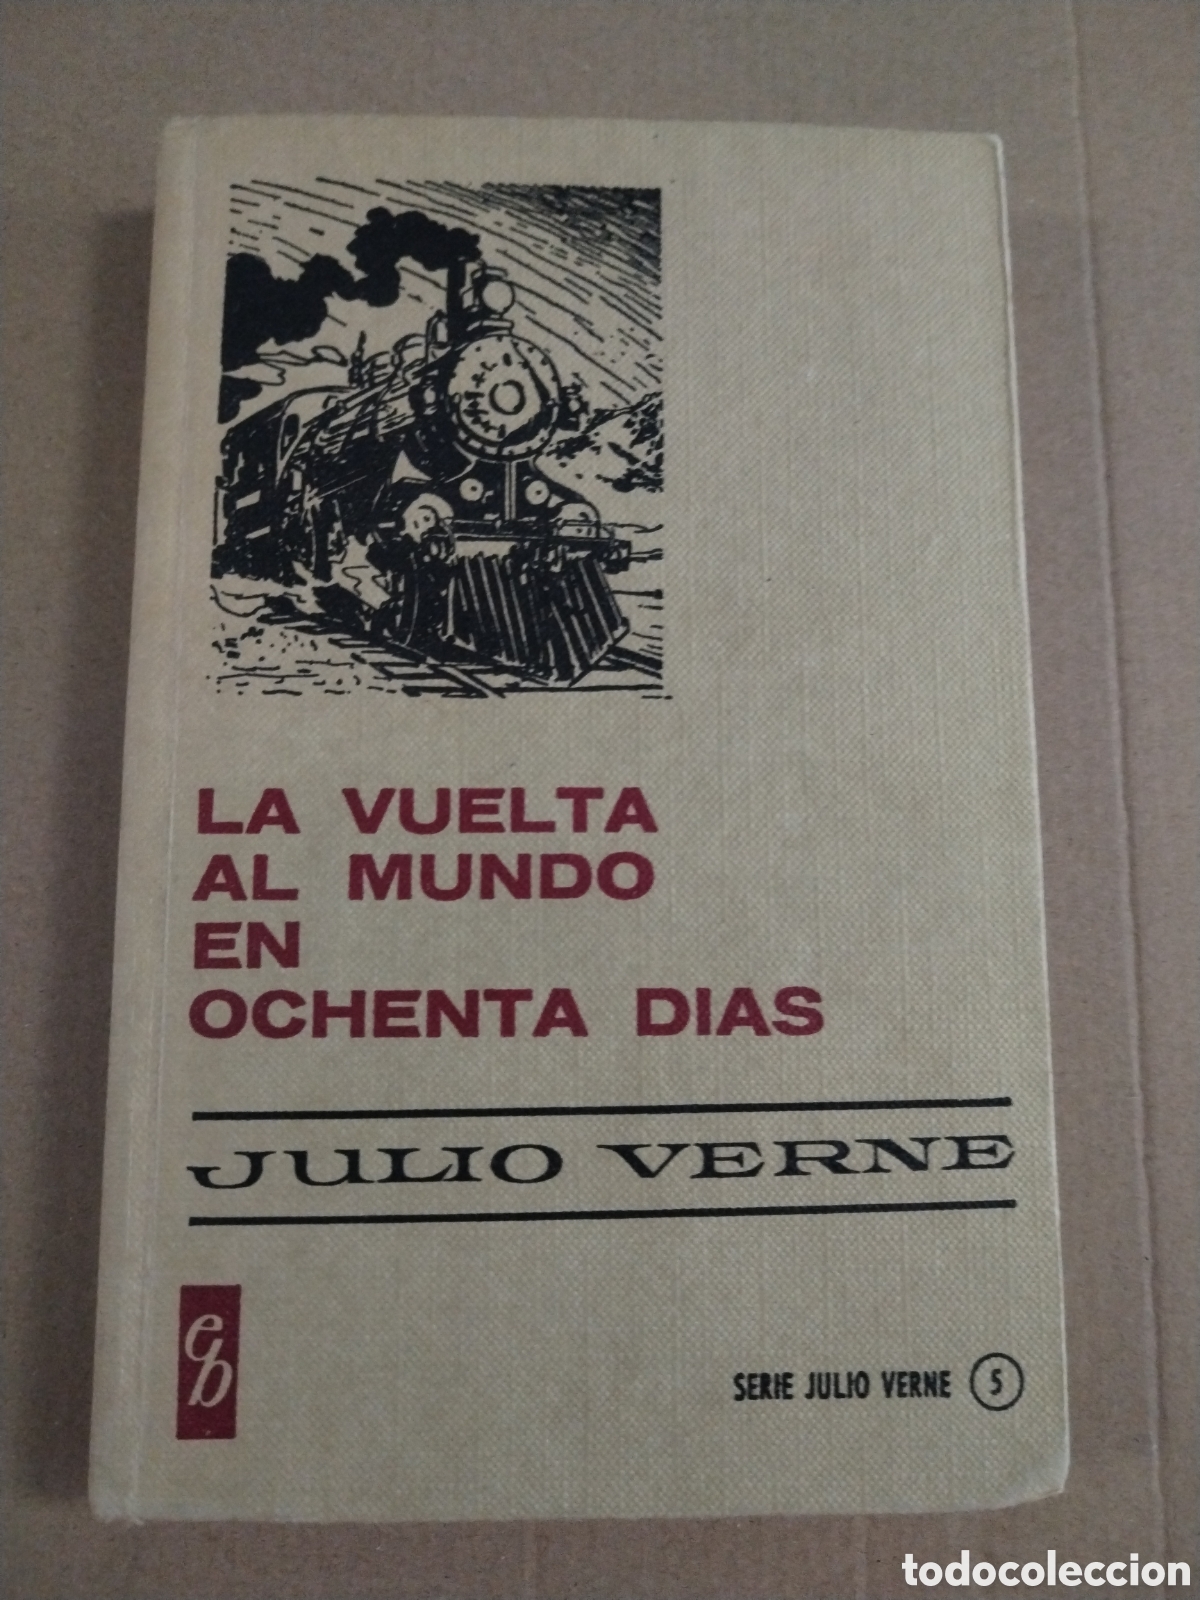 LA VUELTA
AL MUNDO
EN
OCHENTA DIAS
JULIO VERNE
eb
SERIE JULIO VERNE 5
todocoleccion